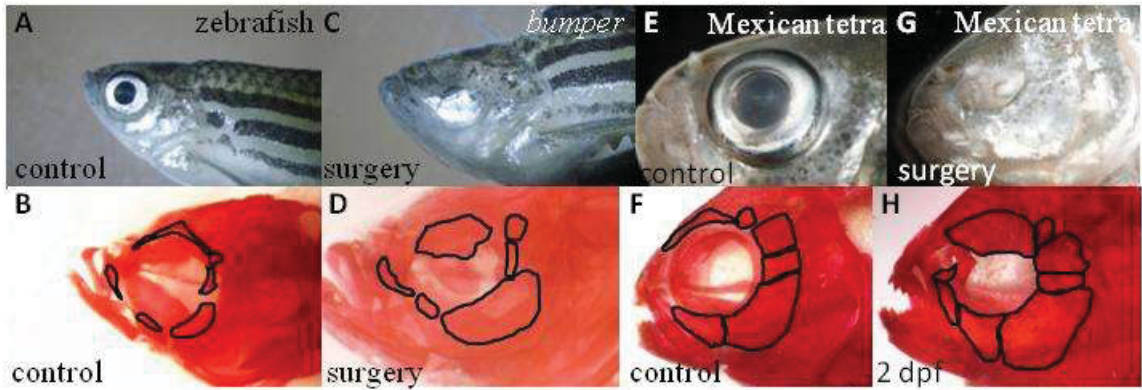 A zebrafish
control
C bumper
surgery
E Mexican tetra
control
G Mexican tetra
surgery
B
control
D
surgery
F
control
H
2 dpf